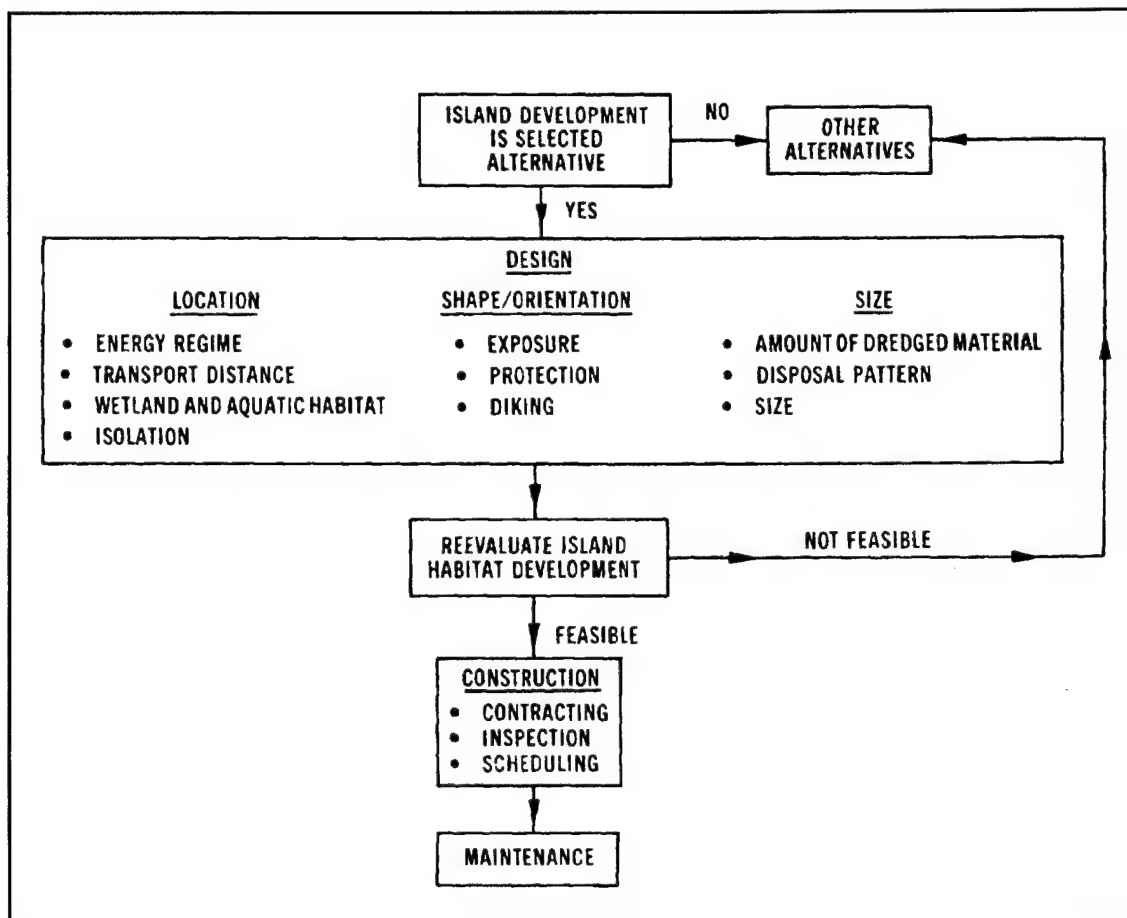 ISLAND DEVELOPMENT
IS SELECTED
ALTERNATIVE
NO
OTHER
ALTERNATIVES
YES
DESIGN
LOCATION
• ENERGY REGIME
• TRANSPORT DISTANCE
• WETLAND AND AQUATIC HABITAT
• ISOLATION
SHAPE/ORIENTATION
• EXPOSURE
• PROTECTION
• DIKING
SIZE
• AMOUNT OF DREDGED MATERIAL
• DISPOSAL PATTERN
• SIZE
REEVALUATE ISLAND
HABITAT DEVELOPMENT
NOT FEASIBLE
FEASIBLE
CONSTRUCTION
• CONTRACTING
• INSPECTION
• SCHEDULING
MAINTENANCE